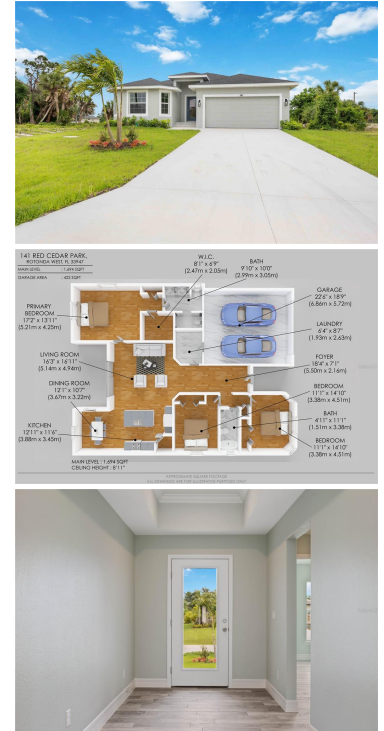 141 RED CEDAR PARK,
ROTONDA WEST, FL 33947
MAIN LEVEL : 1,694 SQFT
GARAGE AREA : 422 SQFT
W.I.C.
8'1" x 6'9"
(2.47m x 2.05m)
BATH
9'10" x 10'0"
(2.99m x 3.05m)
GARAGE
22'6" x 18'9"
(6.86m x 5.72m)
PRIMARY
BEDROOM
17'2" x 13'11"
(5.21m x 4.25m)
LAUNDRY
6'4" x 8'7"
(1.93m x 2.63m)
LIVING ROOM
16'3" x 16'11"
(5.14m x 4.94m)
FOYER
18'4" x 7'1"
(5.50m x 2.16m)
DINING ROOM
12'1" x 10'7"
(3.67m x 3.22m)
BEDROOM
11'1" x 14'10"
(3.38m x 4.51m)
BATH
4'11" x 11'1"
(1.51m x 3.38m)
KITCHEN
12'11" x 11'6"
(3.88m x 3.45m)
BEDROOM
11'1" x 14'10"
(3.38m x 4.51m)
MAIN LEVEL : 1,694 SQFT
CEILING HEIGHT : 8'11"